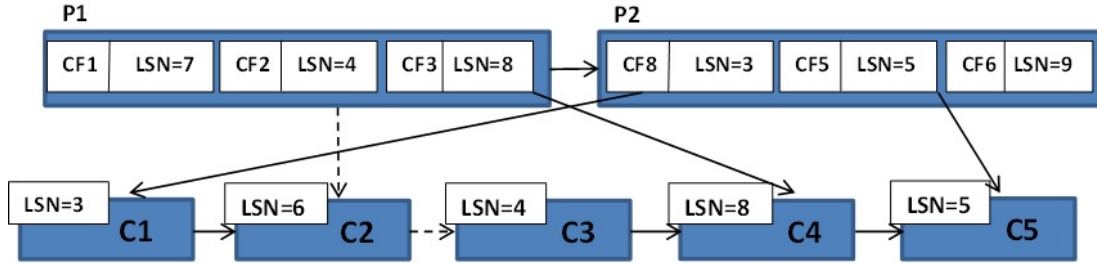 P1 P2
CF1 LSN=7 CF2 LSN=4 CF3 LSN=8 CF8 LSN=3 CF5 LSN=5 CF6 LSN=9
LSN=3 LSN=6 LSN=4 LSN=8 LSN=5
C1 C2 C3 C4 C5